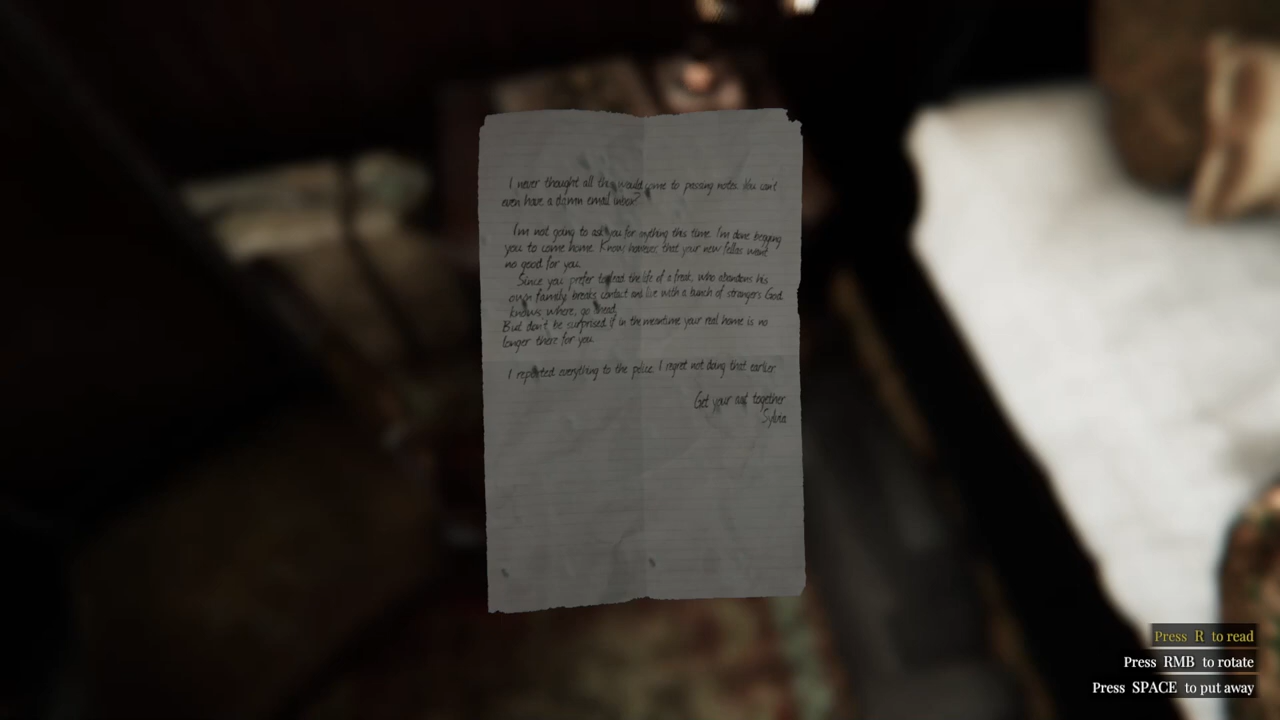 I never thought all this would come to passing notes. You can't
even have a damn email inbox?
I'm not going to ask you for anything this time. I'm done begging
you to come home. Know however, that your new fellas want
no good for you.
Since you prefer to lead the life of a freak, who abandons his
own family, breaks contact and live with a bunch of strangers God
knows where, go ahead.
But don't be surprised if in the meantime your real home is no
longer there for you.
I reported everything to the police. I regret not doing that earlier.
Get your together
Sylvia
Press R to read
Press RMB to rotate
Press SPACE to put away